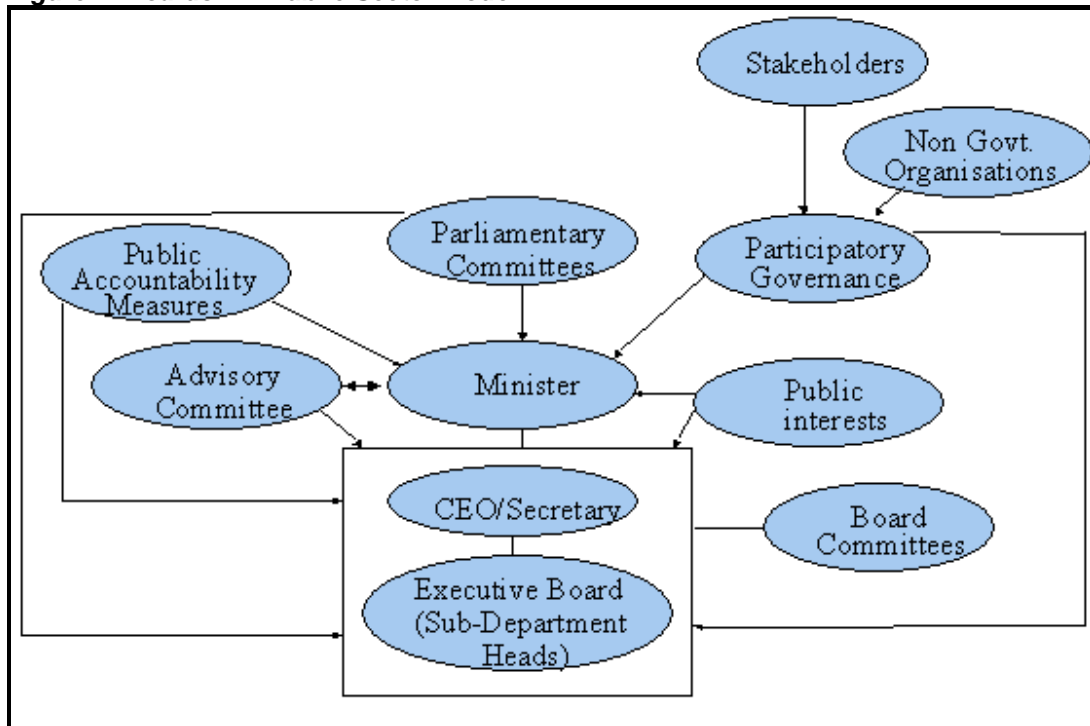 Stakeholders
Non Govt.
Organisations
Parliamentary
Committees
Public
Accountability
Measures
Participatory
Governance
Advisory
Committee
Minister
Public
interests
CEO/Secretary
Board
Committees
Executive Board
(Sub-Department
Heads)